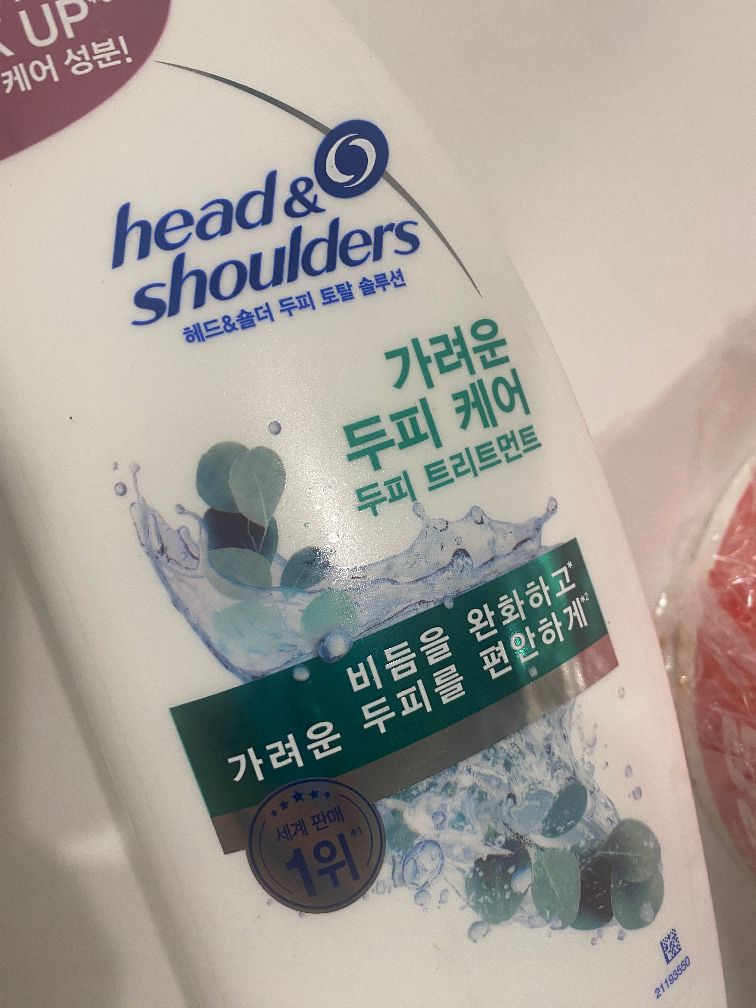 UP
케어 성분!
head &
shoulders
헤드&숄더 두피 토탈 솔루션
가려운
두피 케어
두피 트리트먼트
비듬을 완화하고*
가려운 두피를 편안하게*2
세계 판매
1위*1
21193550